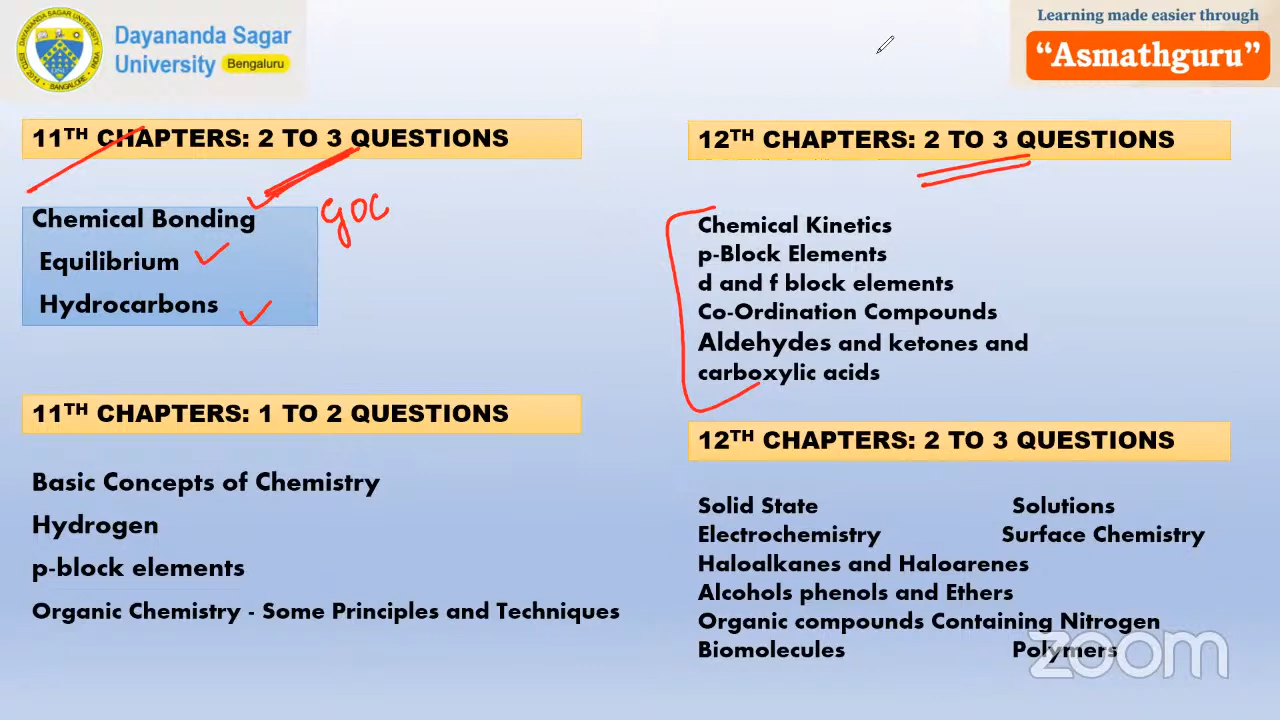 Dayananda Sagar
University Bengaluru
Learning made easier through
“Asmathguru”
11TH CHAPTERS: 2 TO 3 QUESTIONS
Chemical Bonding
GOC
Equilibrium
Hydrocarbons
11TH CHAPTERS: 1 TO 2 QUESTIONS
Basic Concepts of Chemistry
Hydrogen
p-block elements
Organic Chemistry - Some Principles and Techniques
12TH CHAPTERS: 2 TO 3 QUESTIONS
Chemical Kinetics
p-Block Elements
d and f block elements
Co-Ordination Compounds
Aldehydes and ketones and
carboxylic acids
12TH CHAPTERS: 2 TO 3 QUESTIONS
Solid State Solutions
Electrochemistry Surface Chemistry
Haloalkanes and Haloarenes
Alcohols phenols and Ethers
Organic compounds Containing Nitrogen
Biomolecules Polymers
zoom